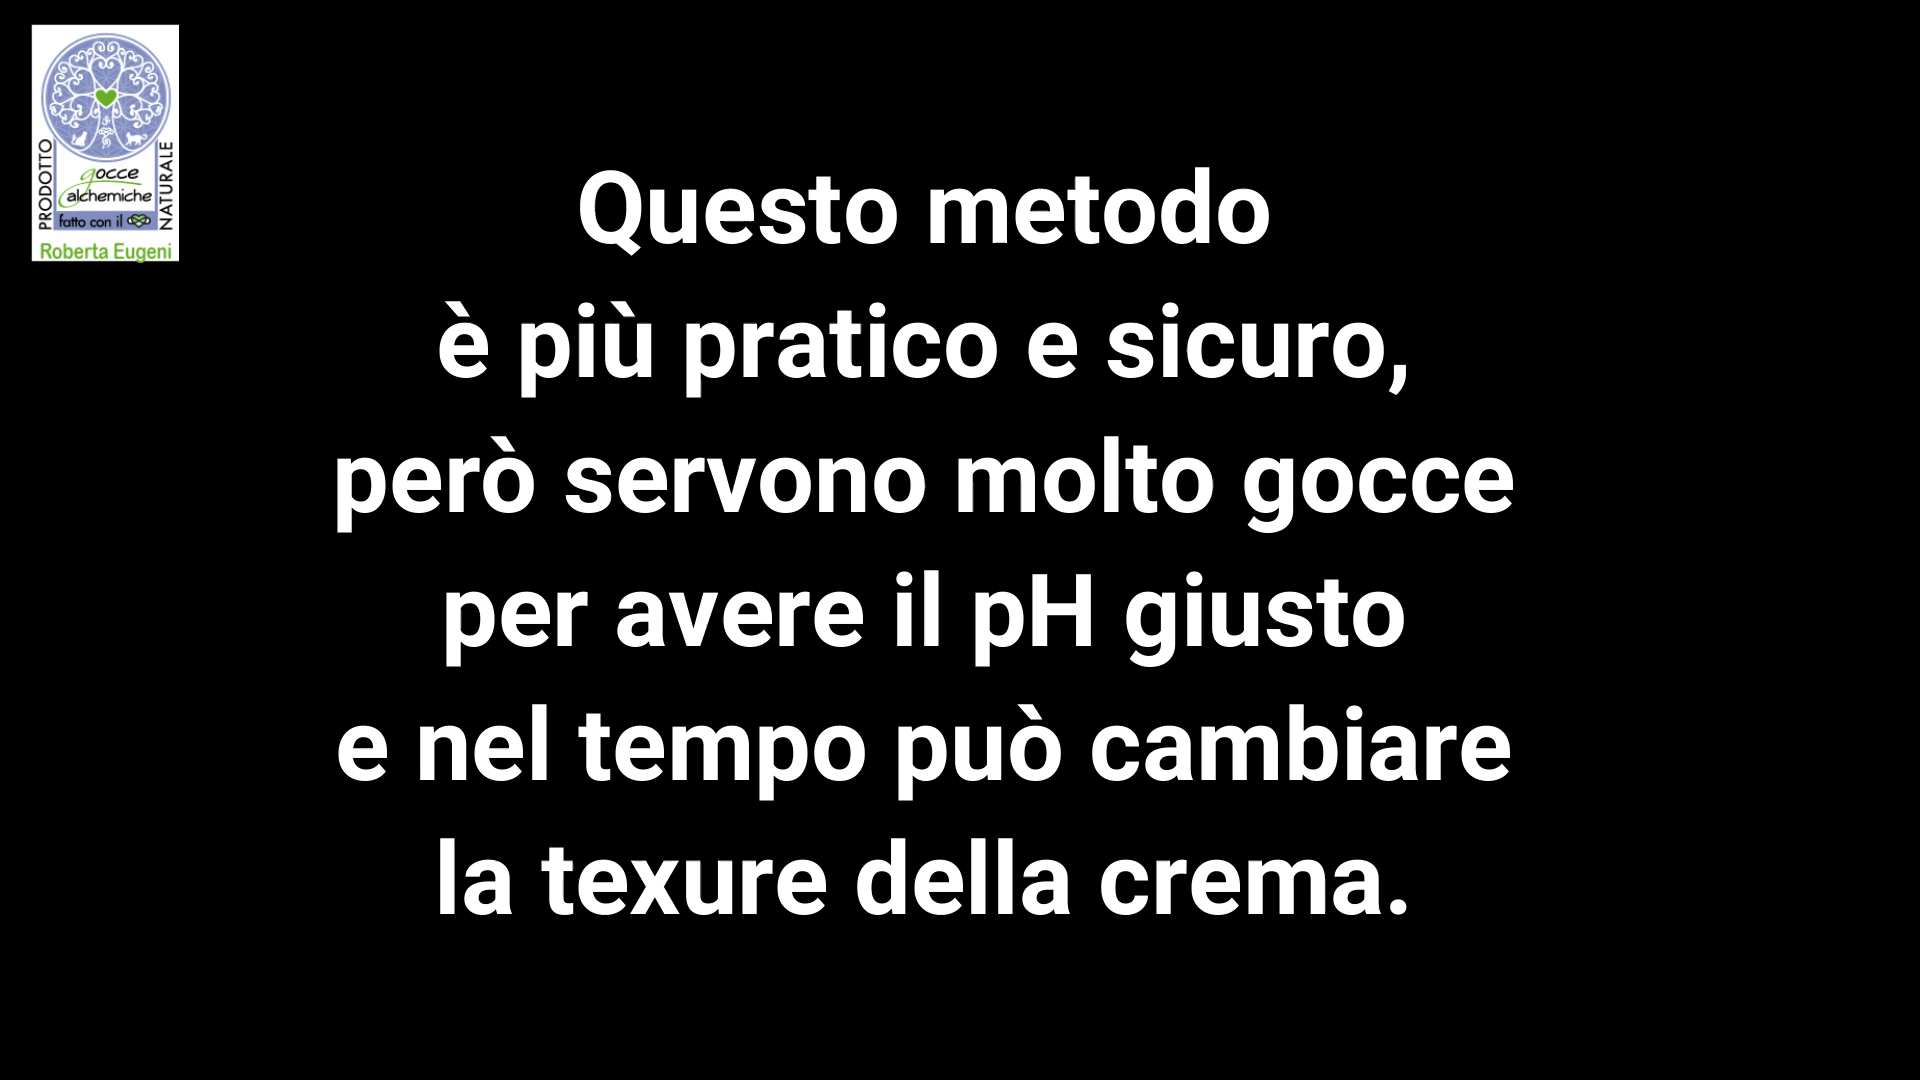 PRODOTTO
NATURALE
gocce
alchemiche
fatto con il
Roberta Eugeni
Questo metodo
è più pratico e sicuro,
però servono molto gocce
per avere il pH giusto
e nel tempo può cambiare
la texure della crema.